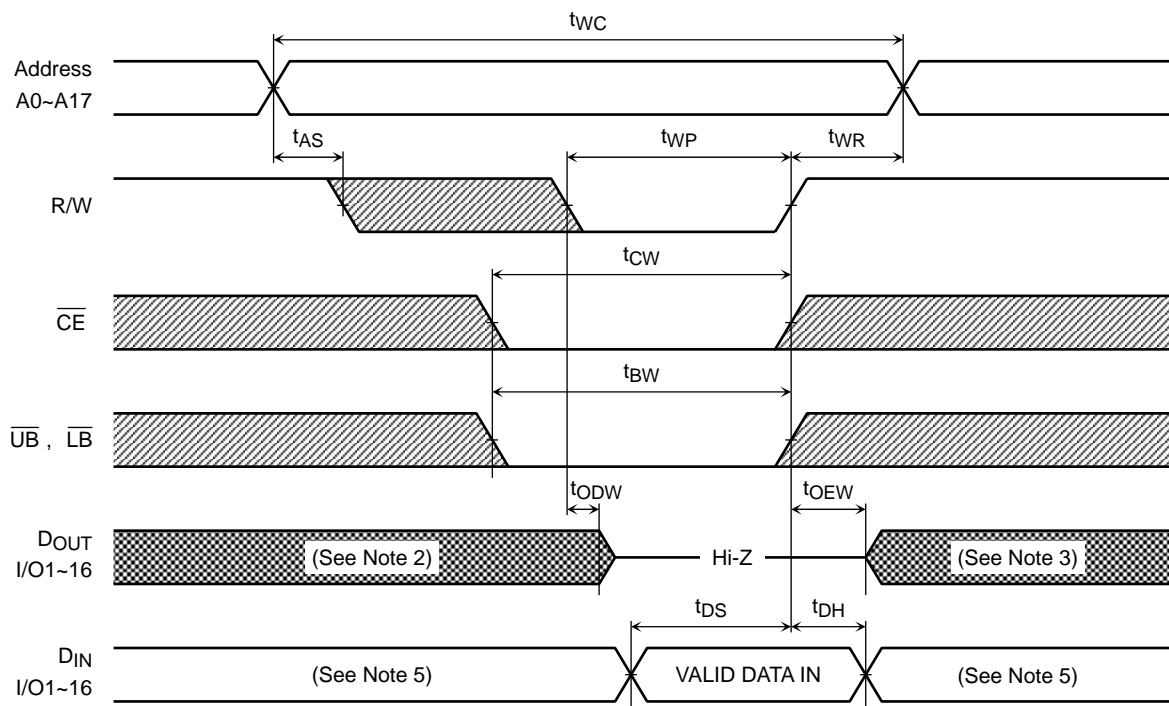 tWC
Address
A0~A17
tAS
tWP
tWR
R/W
tCW
CE
tBW
UB , LB
tODW
tOEW
DOUT
I/O1~16
(See Note 2)
Hi-Z
(See Note 3)
tDS
tDH
DIN
I/O1~16
(See Note 5)
VALID DATA IN
(See Note 5)